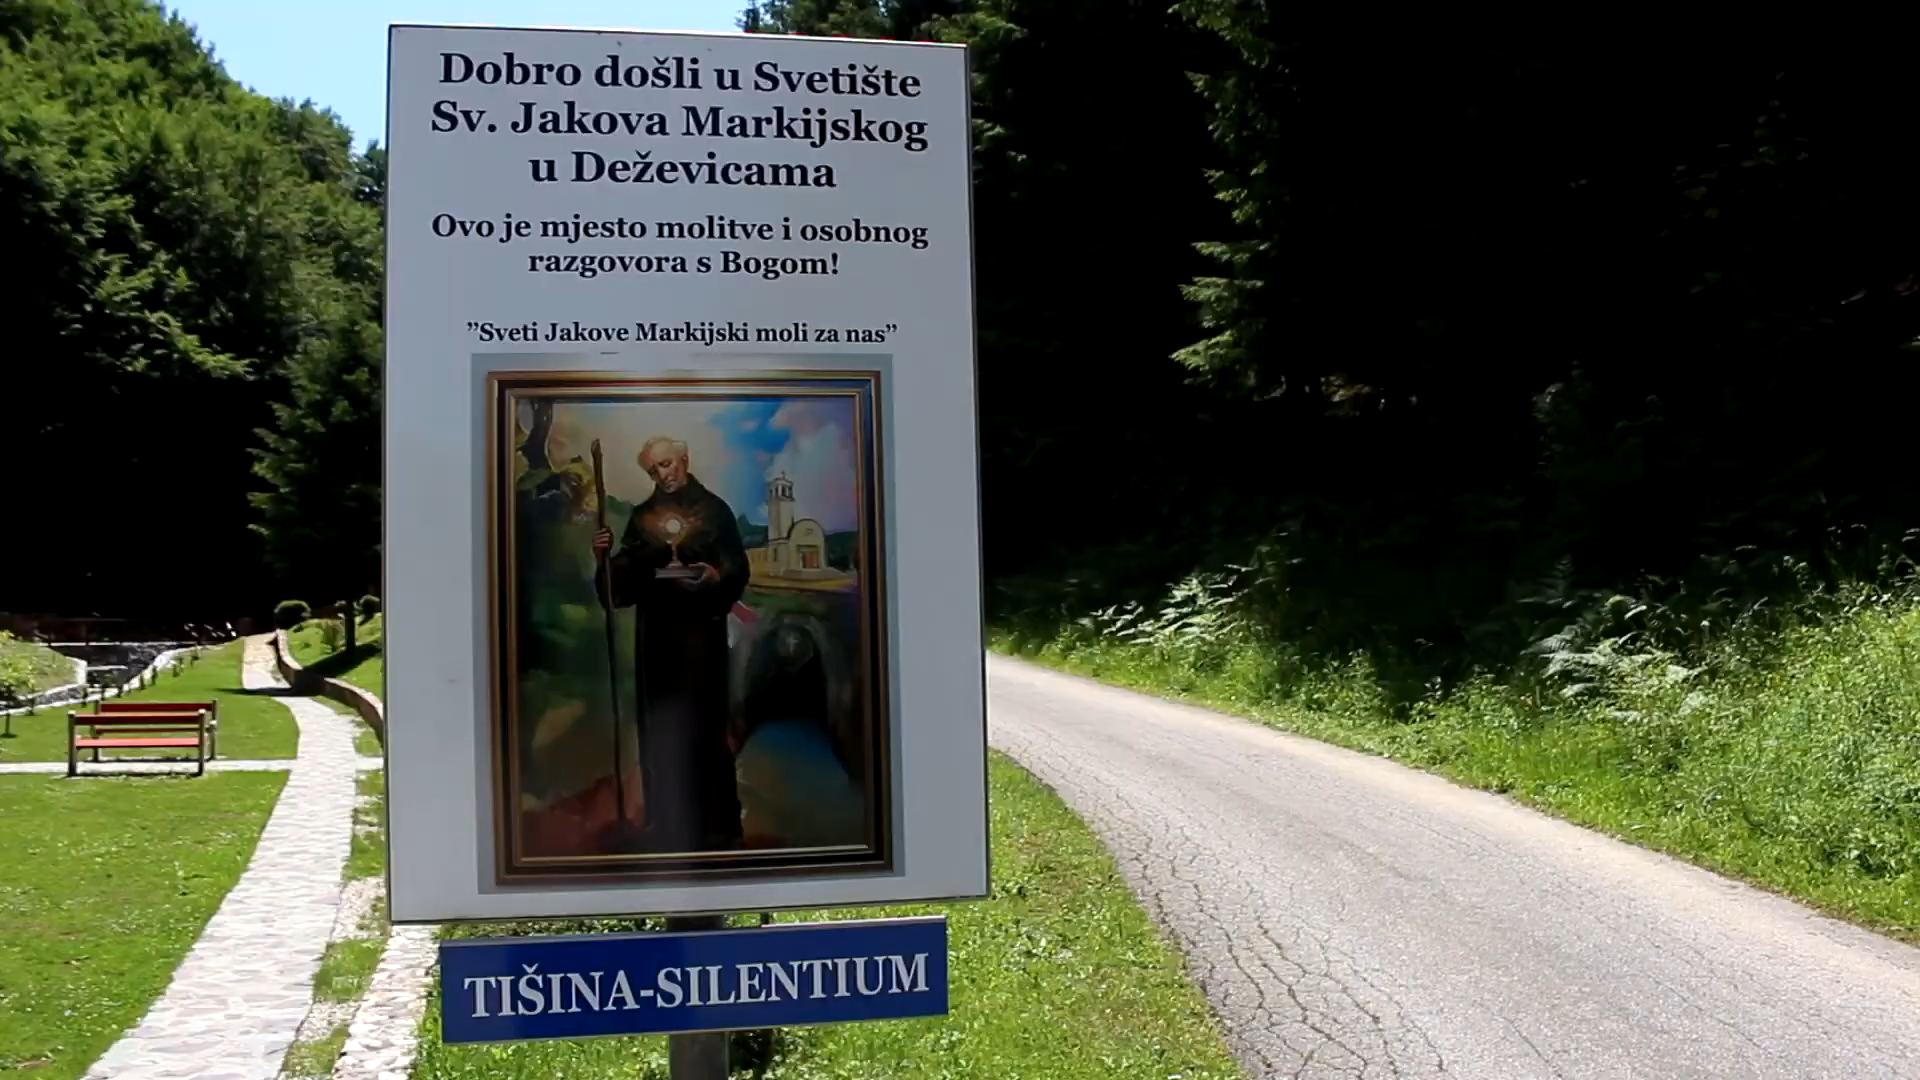 Dobro došli u Svetište
Sv. Jakova Markijskog
u Deževicama
Ovo je mjesto molitve i osobnog
razgovora s Bogom!
”Sveti Jakove Markijski moli za nas”
TIŠINA-SILENTIUM